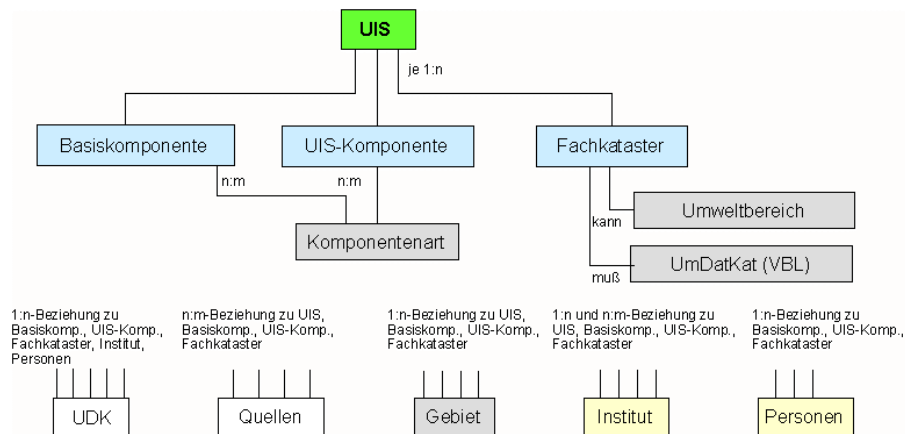 UIS
je 1:n
Basiskomponente
UIS-Komponente
Fachkataster
n:m
n:m
kann
Umweltbereich
Komponentenart
muß
UmDatKat (VBL)
1:n-Beziehung zu
Basiskomp., UIS-Komp.,
Fachkataster, Institut,
Personen
n:m-Beziehung zu UIS,
Basiskomp., UIS-Komp.,
Fachkataster
1:n-Beziehung zu UIS,
Basiskomp., UIS-Komp.,
Fachkataster
1:n und n:m-Beziehung zu
UIS, Basiskomp., UIS-Komp.,
Fachkataster
1:n-Beziehung zu
Basiskomp., UIS-Komp.,
Fachkataster
UDK
Quellen
Gebiet
Institut
Personen